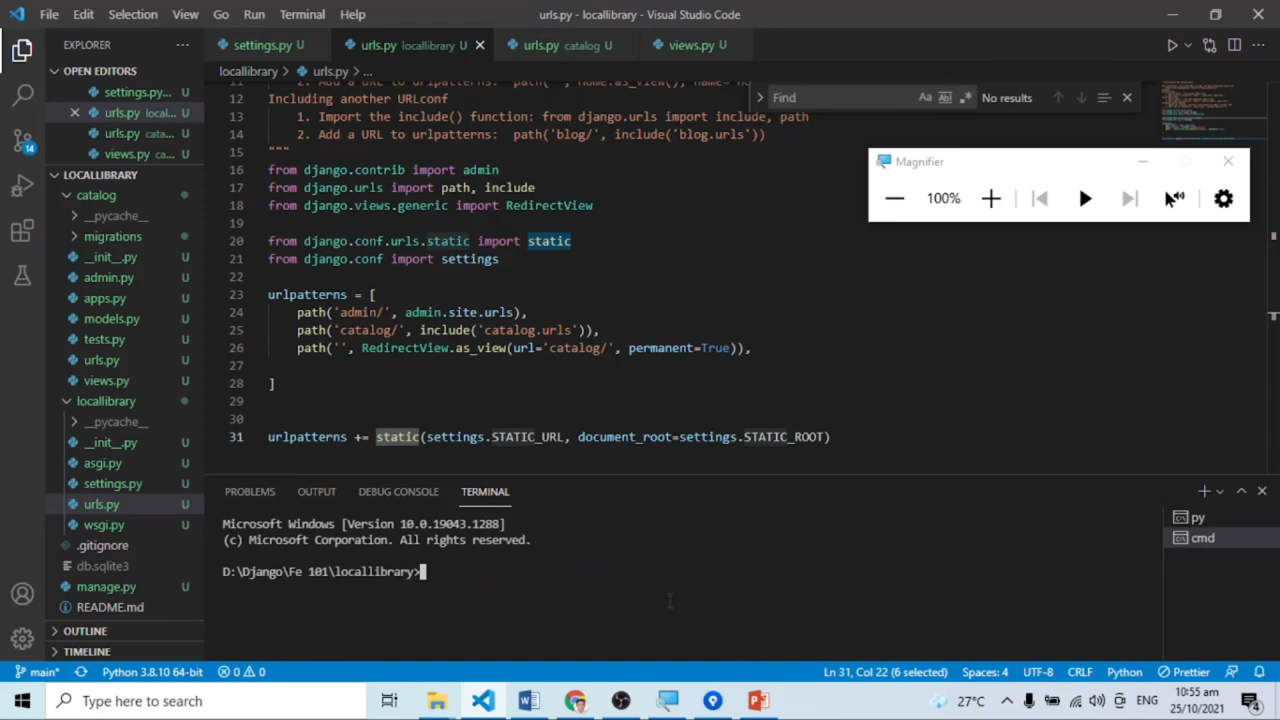 File Edit Selection View Go Run Terminal Help urls.py - locallibrary - Visual Studio Code
EXPLORER
settings.py U urls.py locallibrary U urls.py catalog U views.py U
OPEN EDITORS
settings.py... U
urls.py local... U
urls.py cata... U
views.py ca... U
LOCALLIBRARY
catalog
__pycache__
migrations
__init__.py U
admin.py U
apps.py U
models.py U
tests.py U
urls.py U
views.py U
locallibrary
__pycache__
__init__.py U
asgi.py U
settings.py U
urls.py U
wsgi.py U
.gitignore
db.sqlite3
manage.py U
README.md
OUTLINE
TIMELINE
14
locallibrary > urls.py > ...
Find Aa ab No results
11 2. Add a URL to urlpatterns: path('', Home.as_view(), name='ho
12 Including another URLconf
13 1. Import the include() function: from django.urls import include, path
14 2. Add a URL to urlpatterns: path('blog/', include('blog.urls'))
15 """
16 from django.contrib import admin
17 from django.urls import path, include
18 from django.views.generic import RedirectView
19
20 from django.conf.urls.static import static
21 from django.conf import settings
22
23 urlpatterns = [
24 path('admin/', admin.site.urls),
25 path('catalog/', include('catalog.urls')),
26 path('', RedirectView.as_view(url='catalog/', permanent=True)),
27
28 ]
29
30
31 urlpatterns += static(settings.STATIC_URL, document_root=settings.STATIC_ROOT)
Magnifier
100%
PROBLEMS OUTPUT DEBUG CONSOLE TERMINAL
Microsoft Windows [Version 10.0.19043.1288]
(c) Microsoft Corporation. All rights reserved.
D:\Django\Fe 101\locallibrary>
py
cmd
main* Python 3.8.10 64-bit 0 0 Ln 31, Col 22 (6 selected) Spaces: 4 UTF-8 CRLF Python Prettier
Type here to search
27°C ENG
10:55 am
25/10/2021
4